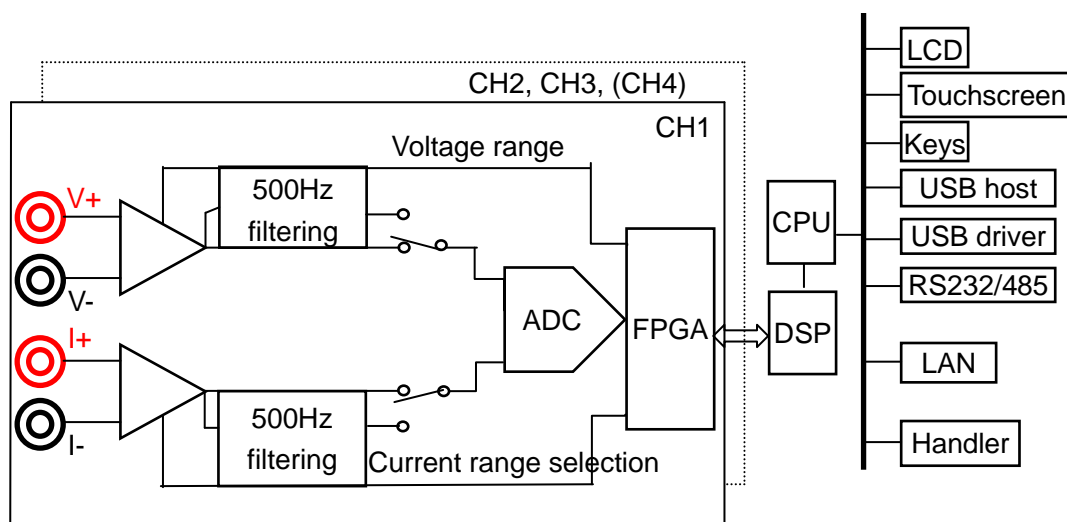 CH2, CH3, (CH4)
CH1
Voltage range
V+
V-
500Hz
filtering
I+
I-
500Hz
filtering
Current range selection
ADC
FPGA
CPU
DSP
LCD
Touchscreen
Keys
USB host
USB driver
RS232/485
LAN
Handler